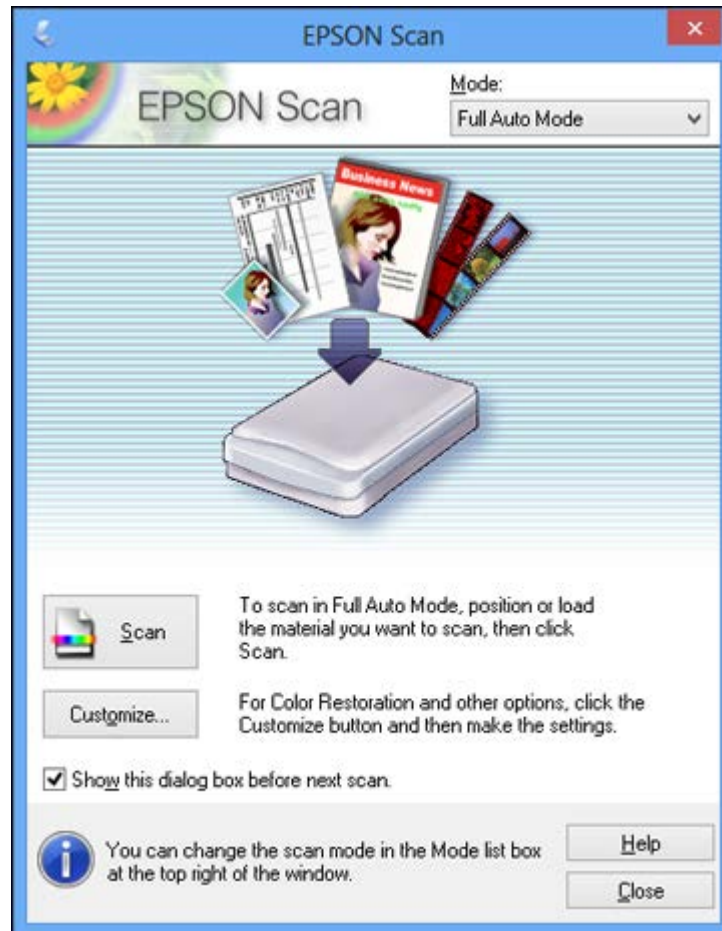 EPSON Scan
EPSON Scan
Mode:
Full Auto Mode
Business News
Scan
To scan in Full Auto Mode, position or load
the material you want to scan, then click
Scan.
Customize...
For Color Restoration and other options, click the
Customize button and then make the settings.
Show this dialog box before next scan.
You can change the scan mode in the Mode list box
at the top right of the window.
Help
Close